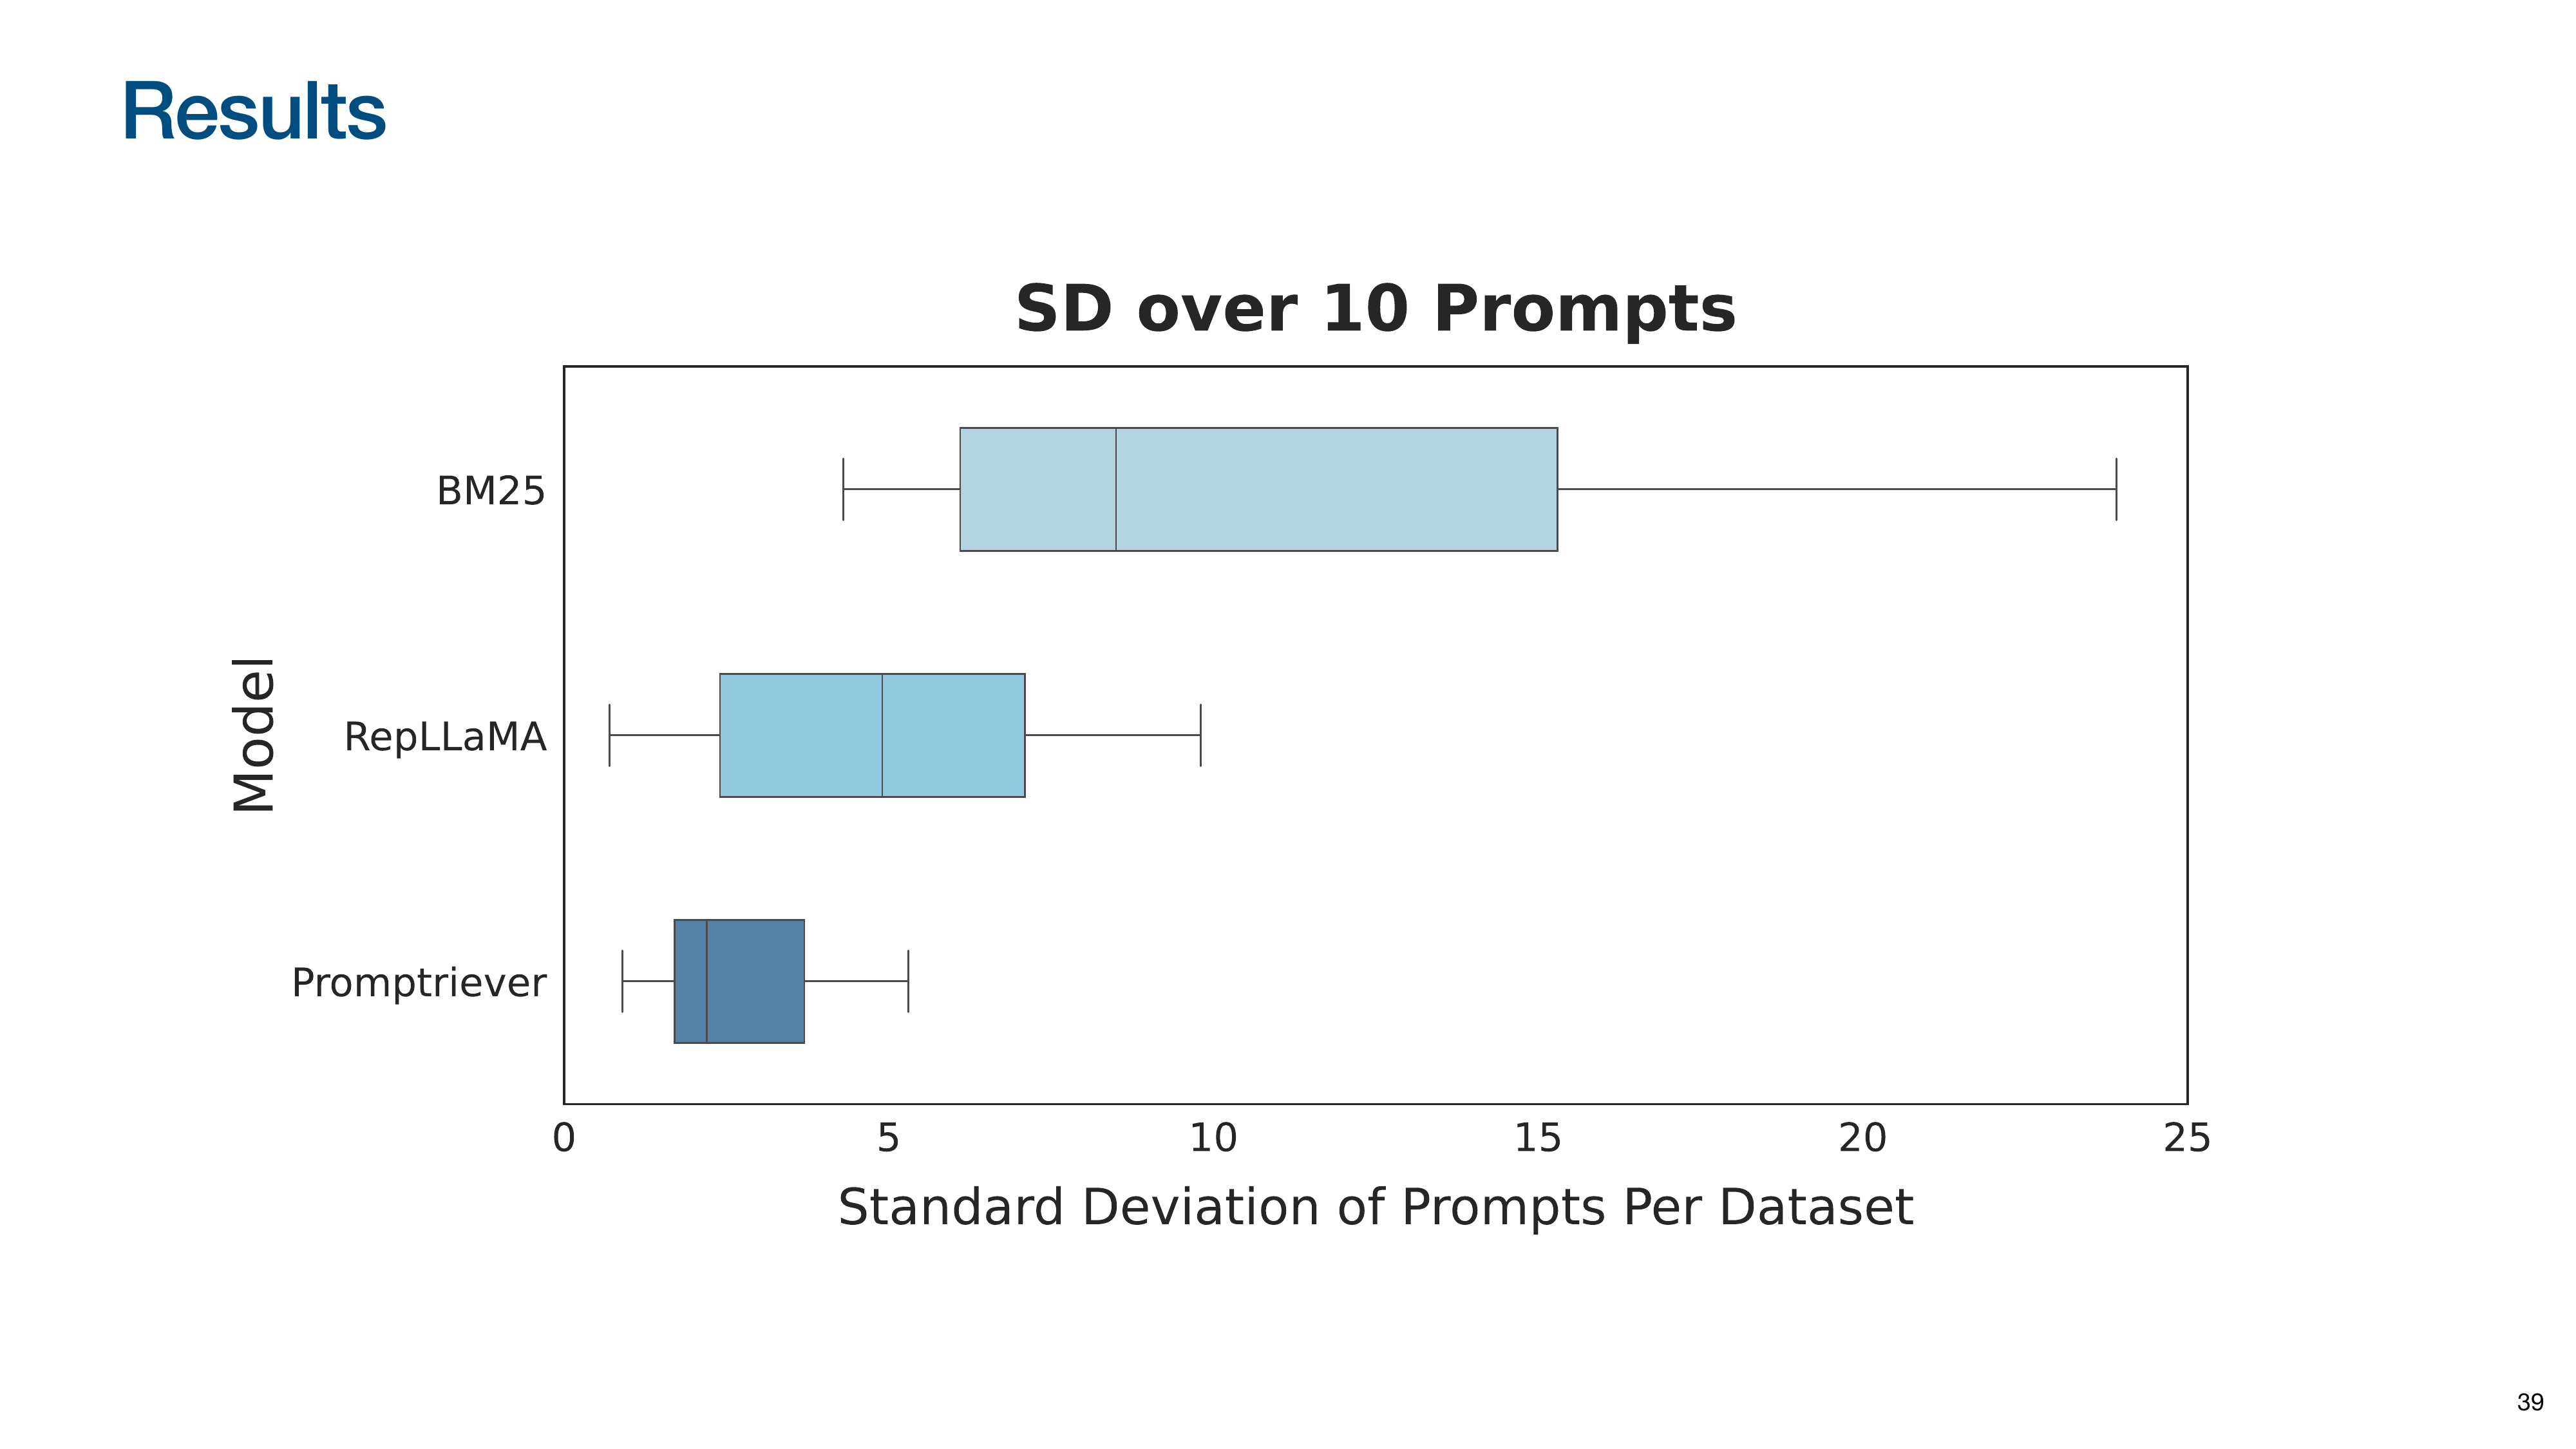 Results
SD over 10 Prompts
Model
BM25
RepLLaMA
Promptriever
0 5 10 15 20 25
Standard Deviation of Prompts Per Dataset
39